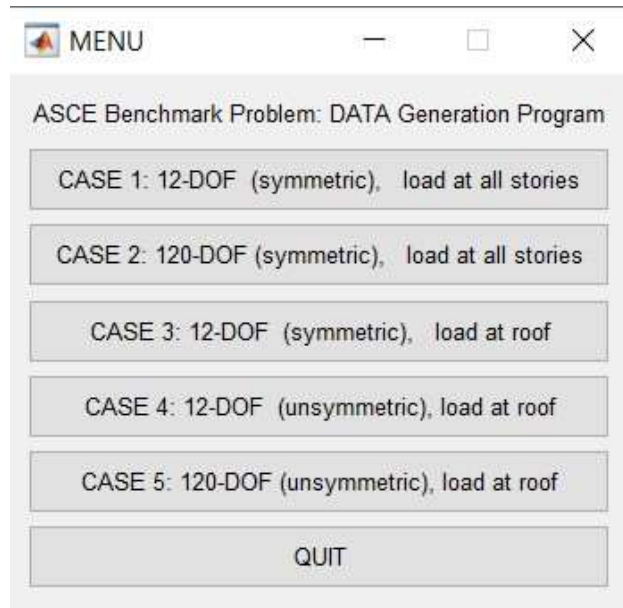 MENU
ASCE Benchmark Problem: DATA Generation Program
CASE 1: 12-DOF (symmetric), load at all stories
CASE 2: 120-DOF (symmetric), load at all stories
CASE 3: 12-DOF (symmetric), load at roof
CASE 4: 12-DOF (unsymmetric), load at roof
CASE 5: 120-DOF (unsymmetric), load at roof
QUIT